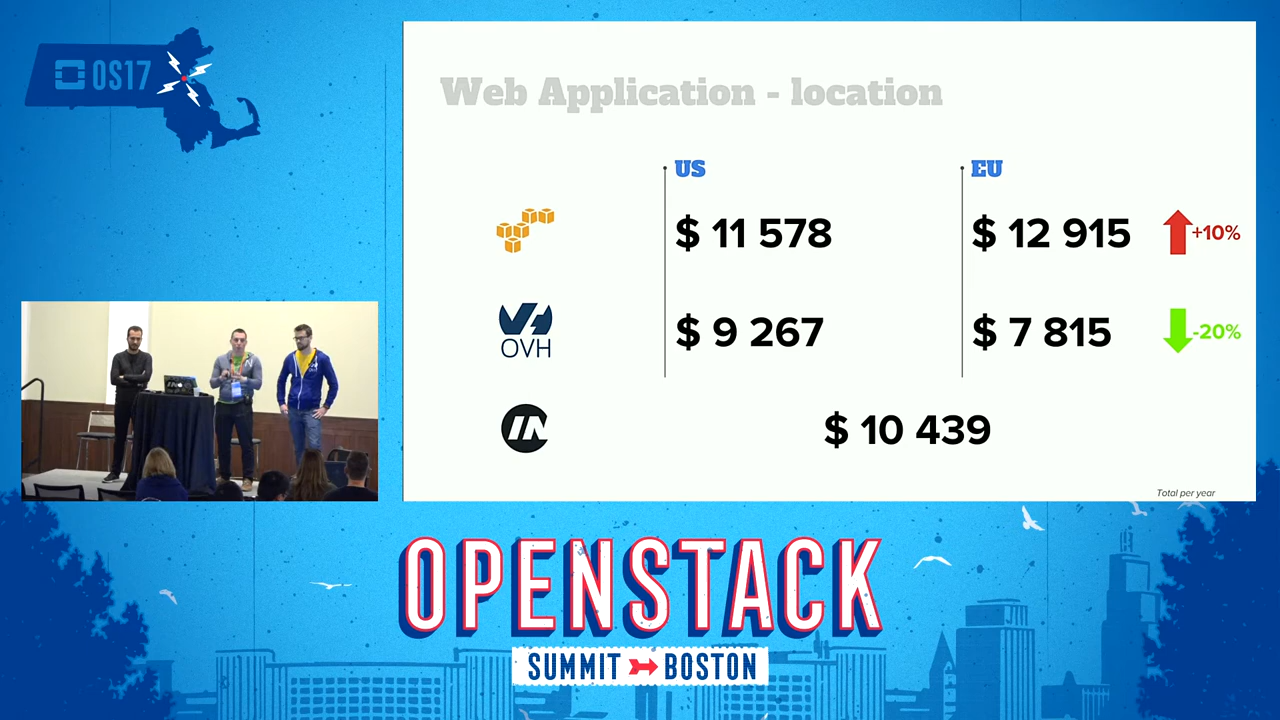 OS17
Web Application - location
US
EU
$ 11 578
$ 12 915
+10%
OVH
$ 9 267
$ 7 815
-20%
IN
$ 10 439
Total per year
OPENSTACK
SUMMIT BOSTON